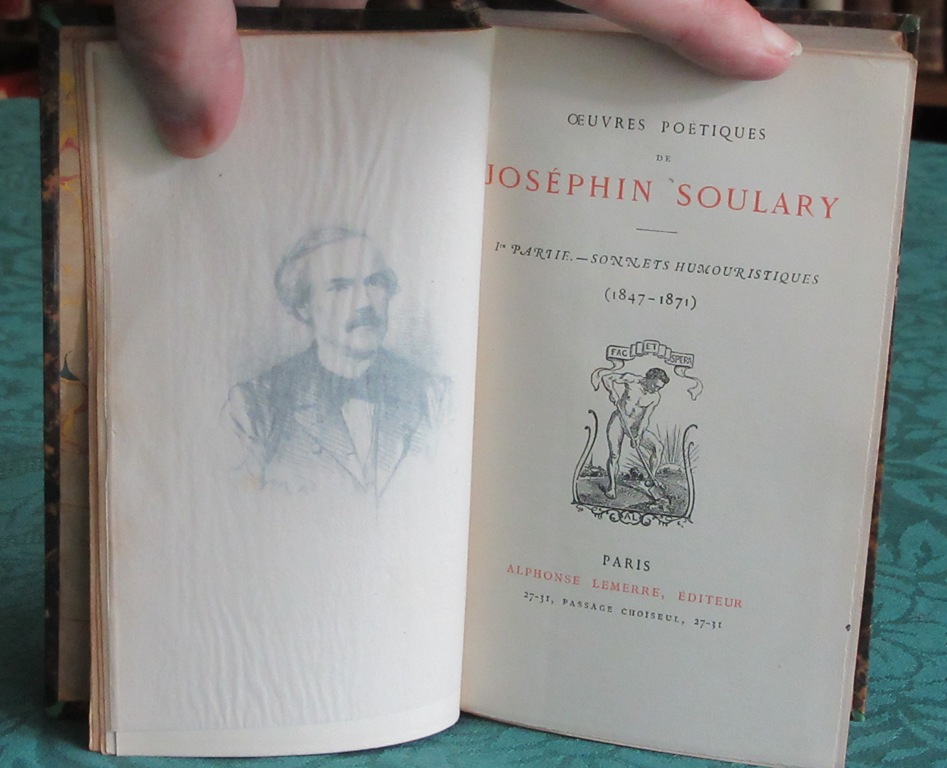 ŒUVRES POÉTIQUES
DE
JOSÉPHIN SOULARY
Ire PARTIE. — SONNETS HUMOURISTIQUES
(1847-1871)
FAC ET SPERA
AL
PARIS
ALPHONSE LEMERRE, ÉDITEUR
27-31, PASSAGE CHOISEUL, 27-31